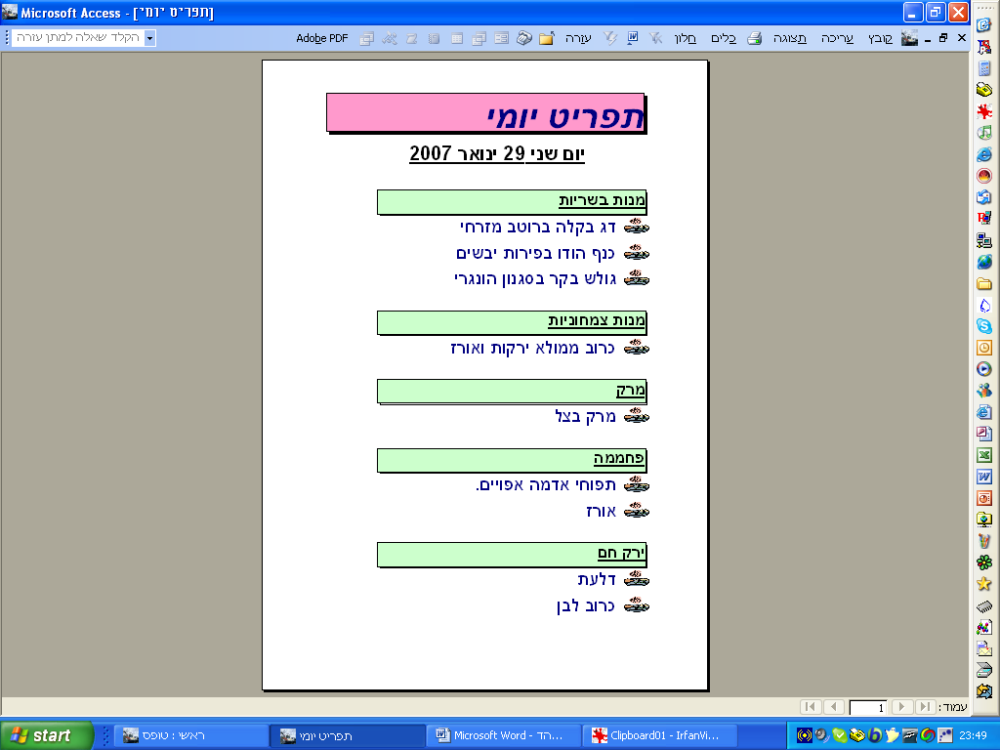 Microsoft Access - [תפריט יומי]
קובץ עריכה תצוגה כלים חלון עזרה Adobe PDF הקלד שאלה למתן עזרה
תפריט יומי
יום שני 29 ינואר 2007
מנות בשריות
דג בקלה ברוטב מזרחי
כנף הודו בפירות יבשים
גולש בקר בסגנון הונגרי
מנות צמחוניות
כרוב ממולא ירקות ואורז
מרק
מרק בצל
פחממה
תפוחי אדמה אפויים.
אורז
ירק חם
דלעת
כרוב לבן
עמוד: 1
start
ראשי : טופס
תפריט יומי
Microsoft Word - הד...
Clipboard01 - IrfanVi...
23:49